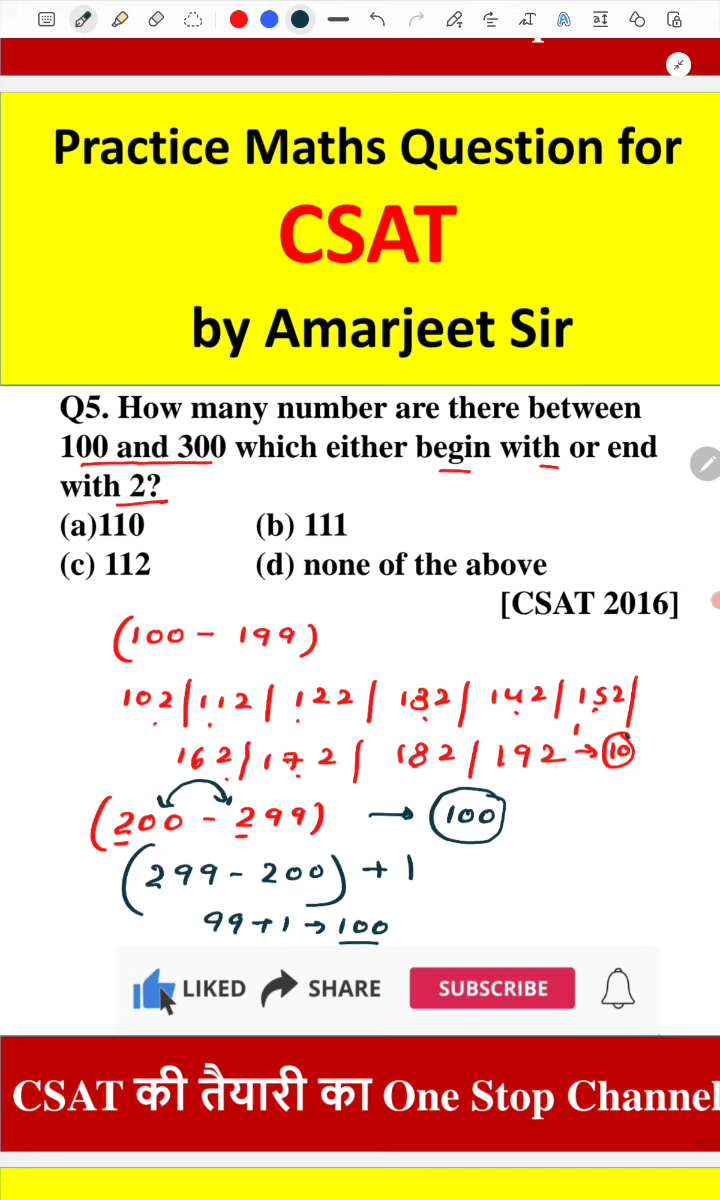 Practice Maths Question for
CSAT
by Amarjeet Sir
Q5. How many number are there between
100 and 300 which either begin with or end
with 2?
(a)110 (b) 111
(c) 112 (d) none of the above
[CSAT 2016]
(100 - 199)
102/112/122/132/142/152/
162/172/182/192 → 10
(200 - 299) → 100
(299 - 200) + 1
99 + 1 → 100
LIKED SHARE SUBSCRIBE
CSAT की तैयारी का One Stop Channel